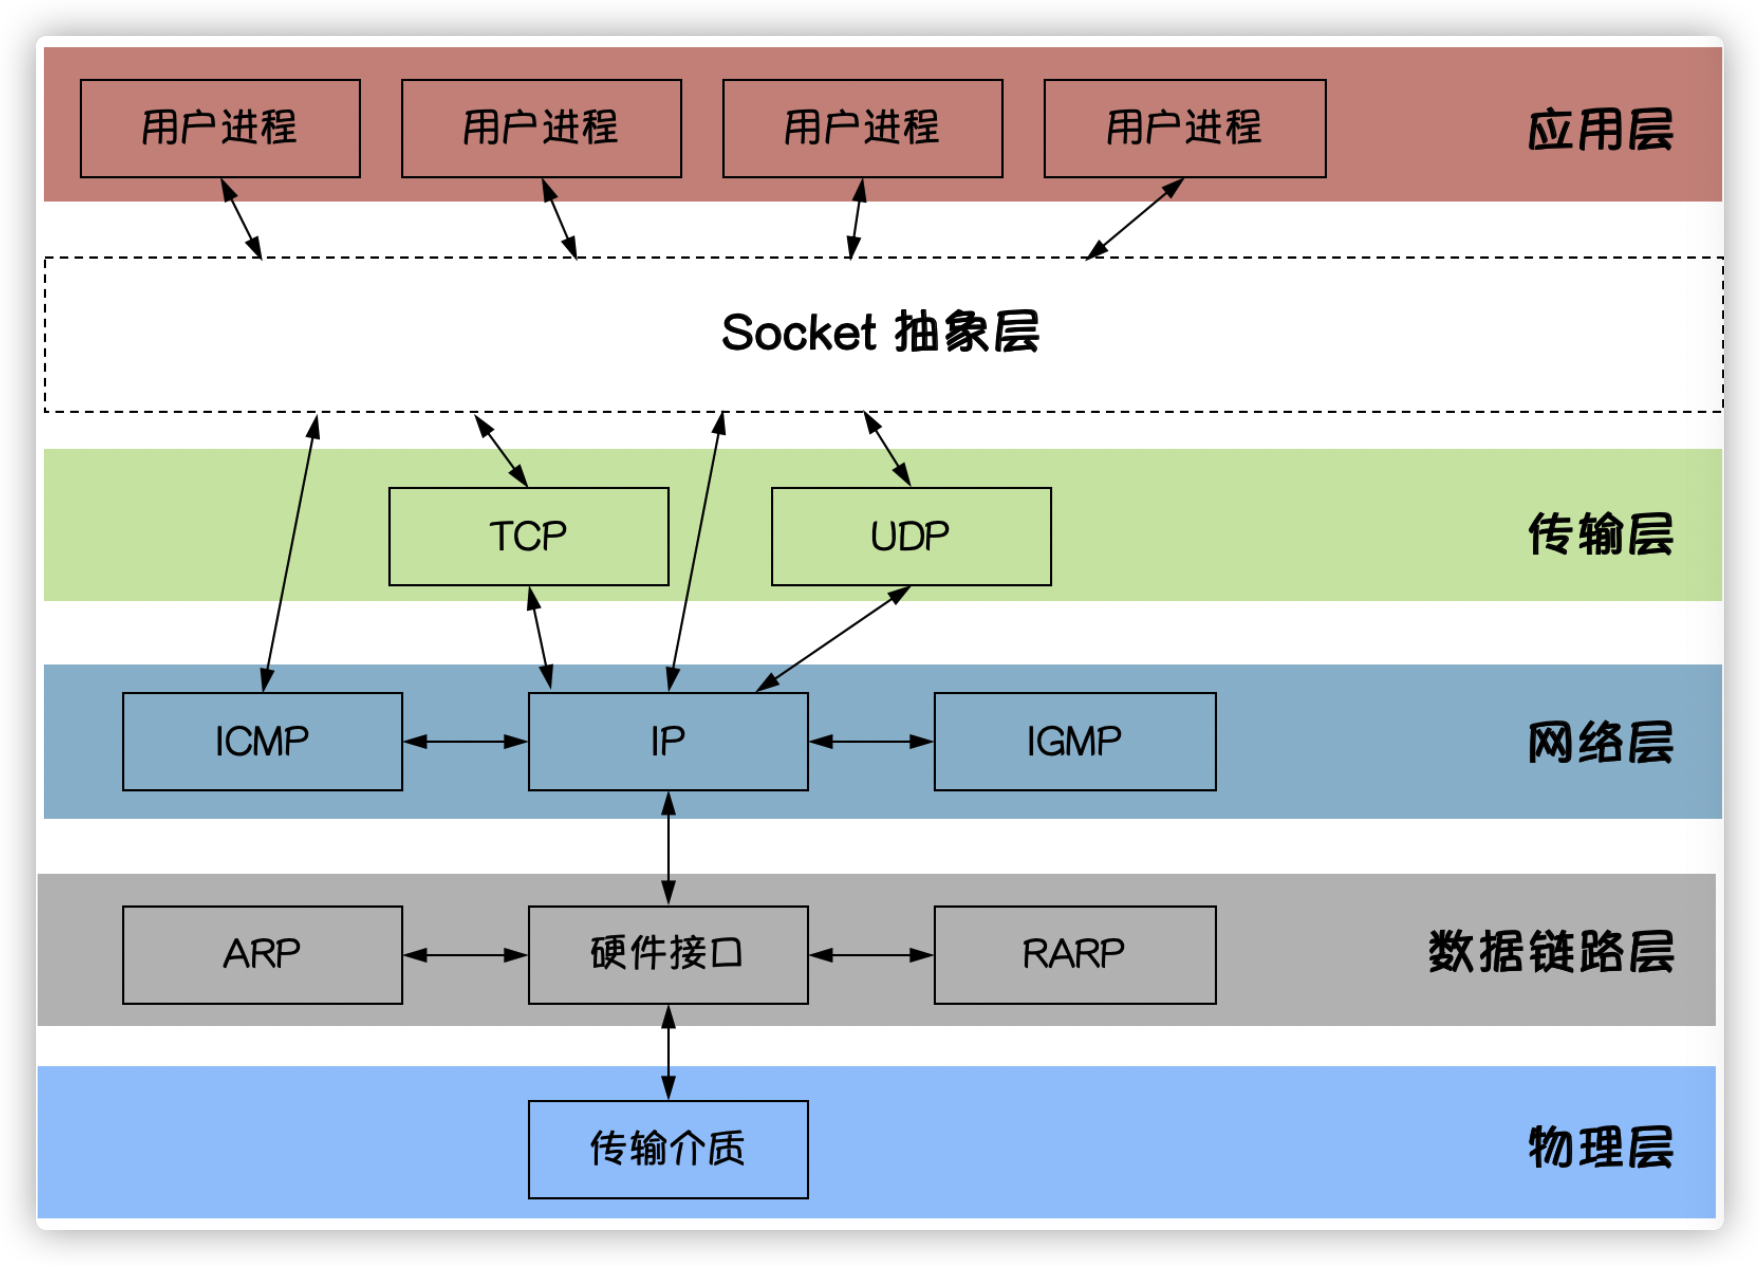 用户进程
用户进程
用户进程
用户进程
应用层
Socket 抽象层
TCP
UDP
传输层
ICMP
IP
IGMP
网络层
ARP
硬件接口
RARP
数据链路层
传输介质
物理层